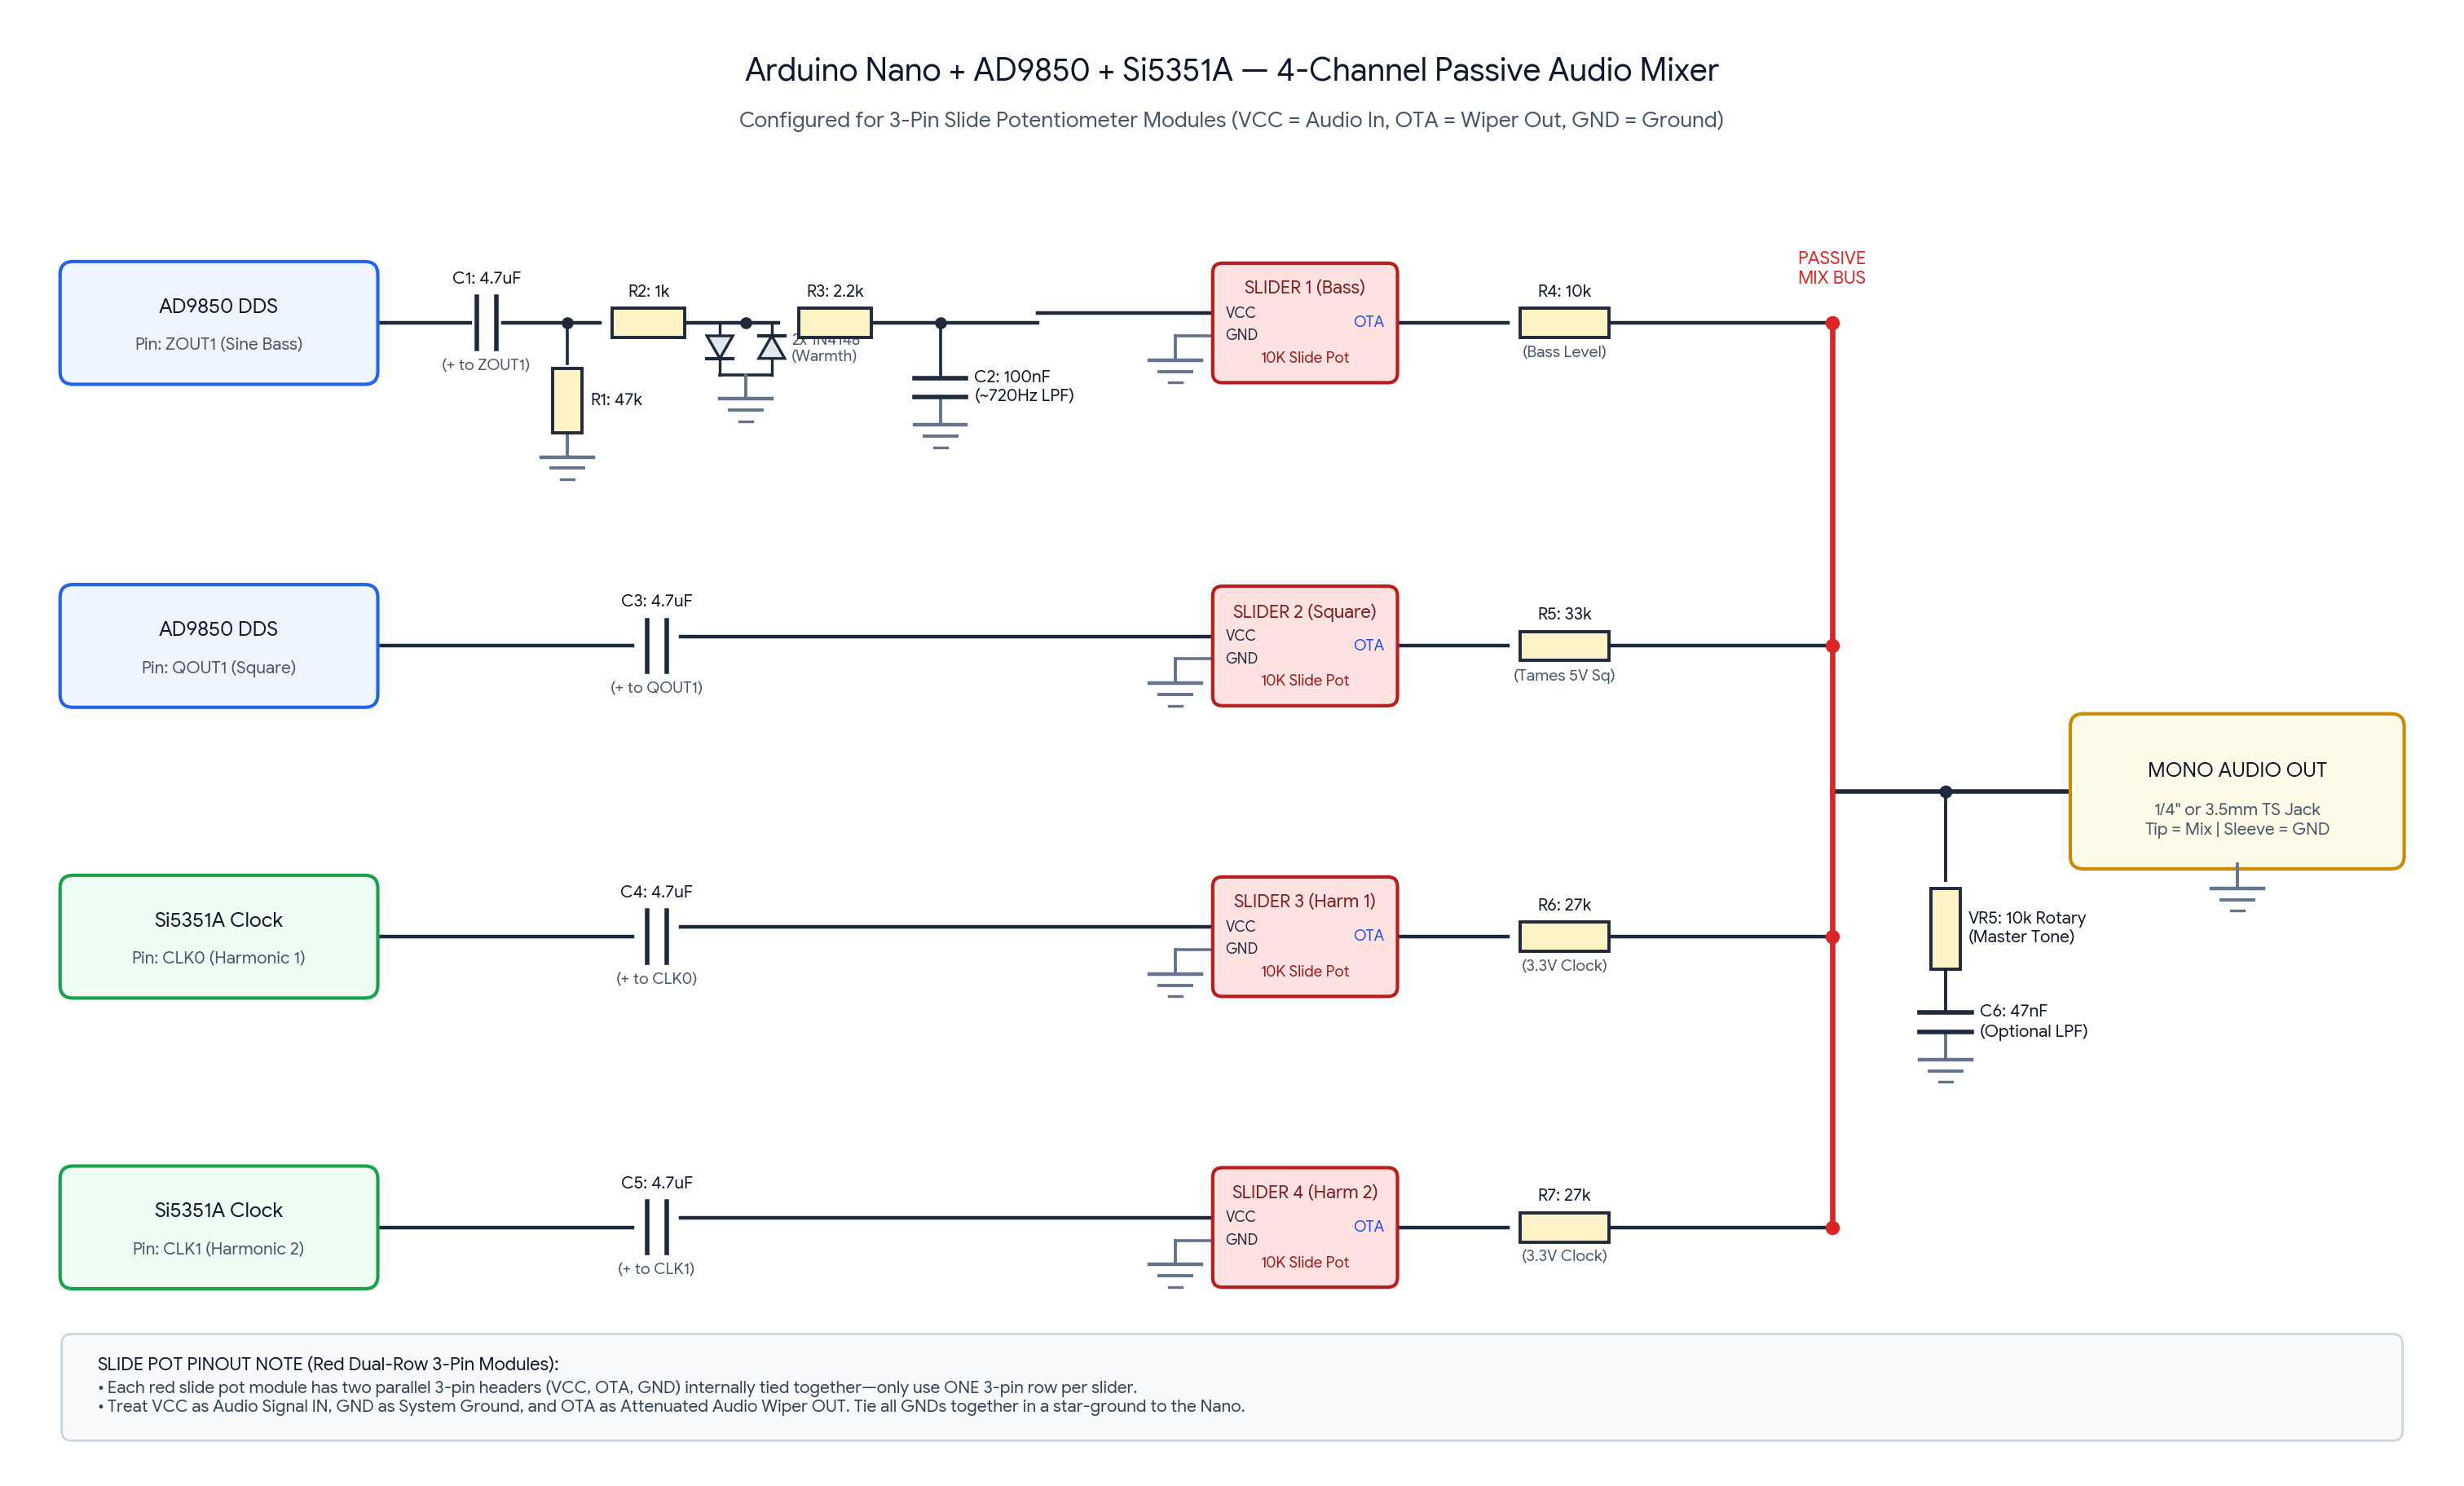 Arduino Nano + AD9850 + Si5351A — 4-Channel Passive Audio Mixer
Configured for 3-Pin Slide Potentiometer Modules (VCC = Audio In, OTA = Wiper Out, GND = Ground)
PASSIVE
MIX BUS
AD9850 DDS
Pin: ZOUT1 (Sine Bass)
C1: 4.7uF
(+ to ZOUT1)
R1: 47k
R2: 1k
2x 1N4148
(Warmth)
R3: 2.2k
C2: 100nF
(~720Hz LPF)
SLIDER 1 (Bass)
VCC
GND
OTA
10K Slide Pot
R4: 10k
(Bass Level)
AD9850 DDS
Pin: QOUT1 (Square)
C3: 4.7uF
(+ to QOUT1)
SLIDER 2 (Square)
VCC
GND
OTA
10K Slide Pot
R5: 33k
(Tames 5V Sq)
MONO AUDIO OUT
1/4" or 3.5mm TS Jack
Tip = Mix | Sleeve = GND
Si5351A Clock
Pin: CLK0 (Harmonic 1)
C4: 4.7uF
(+ to CLK0)
SLIDER 3 (Harm 1)
VCC
GND
OTA
10K Slide Pot
R6: 27k
(3.3V Clock)
VR5: 10k Rotary
(Master Tone)
C6: 47nF
(Optional LPF)
Si5351A Clock
Pin: CLK1 (Harmonic 2)
C5: 4.7uF
(+ to CLK1)
SLIDER 4 (Harm 2)
VCC
GND
OTA
10K Slide Pot
R7: 27k
(3.3V Clock)
SLIDE POT PINOUT NOTE (Red Dual-Row 3-Pin Modules):
• Each red slide pot module has two parallel 3-pin headers (VCC, OTA, GND) internally tied together—only use ONE 3-pin row per slider.
• Treat VCC as Audio Signal IN, GND as System Ground, and OTA as Attenuated Audio Wiper OUT. Tie all GNDs together in a star-ground to the Nano.